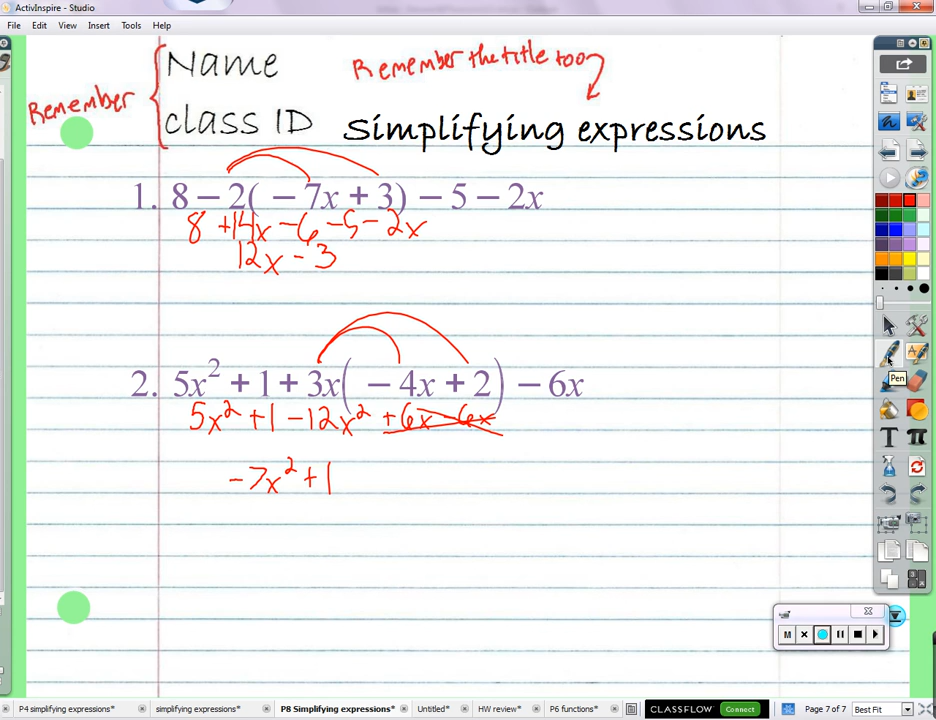 ActivInspire - Studio
File Edit View Insert Tools Help
Name
Remember the title too
Remember
class ID
Simplifying expressions
1. 8 − 2( − 7x + 3) − 5 − 2x
8 +14x −6 −5 −2x
12x − 3
2. 5x² + 1 + 3x( − 4x + 2) − 6x
5x² +1 −12x² +6x −6x
−7x² + 1
Pen
M
P4 simplifying expressions* simplifying expressions* P8 Simplifying expressions* Untitled* HW review* P6 functions* CLASSFLOW Connect Page 7 of 7 Best Fit